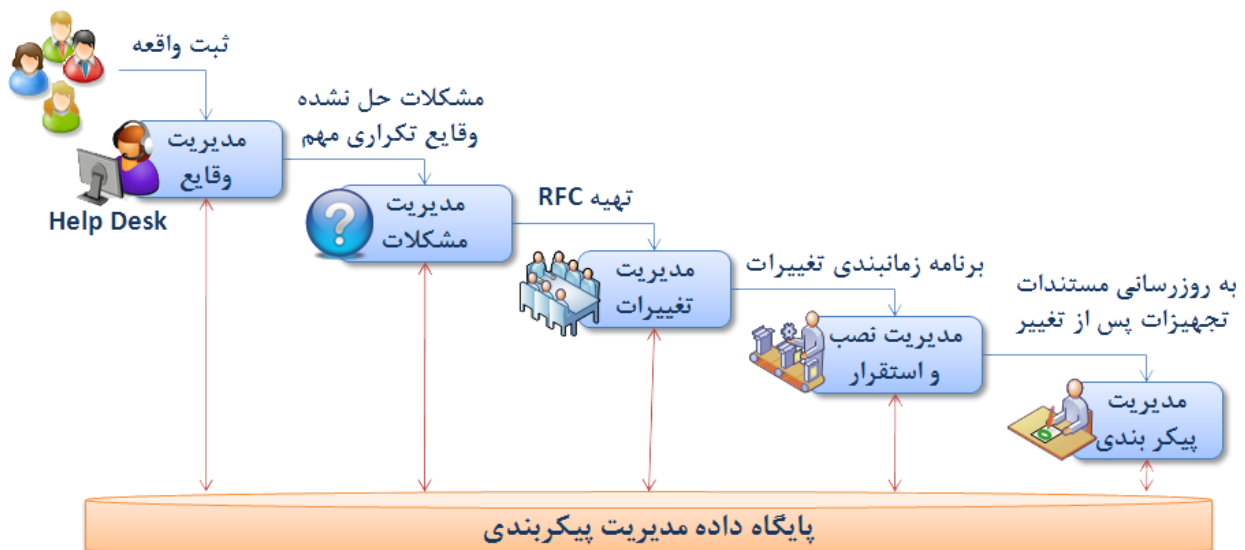 ثبت واقعه
مدیریت
وقایع
Help Desk
مشکلات حل نشده
وقایع تکراری مهم
مدیریت
مشکلات
تهیه RFC
مدیریت
تغییرات
برنامه زمانبندی تغییرات
مدیریت نصب
و استقرار
به روزرسانی مستندات
تجهیزات پس از تغییر
مدیریت
پیکر بندی
پایگاه داده مدیریت پیکربندی